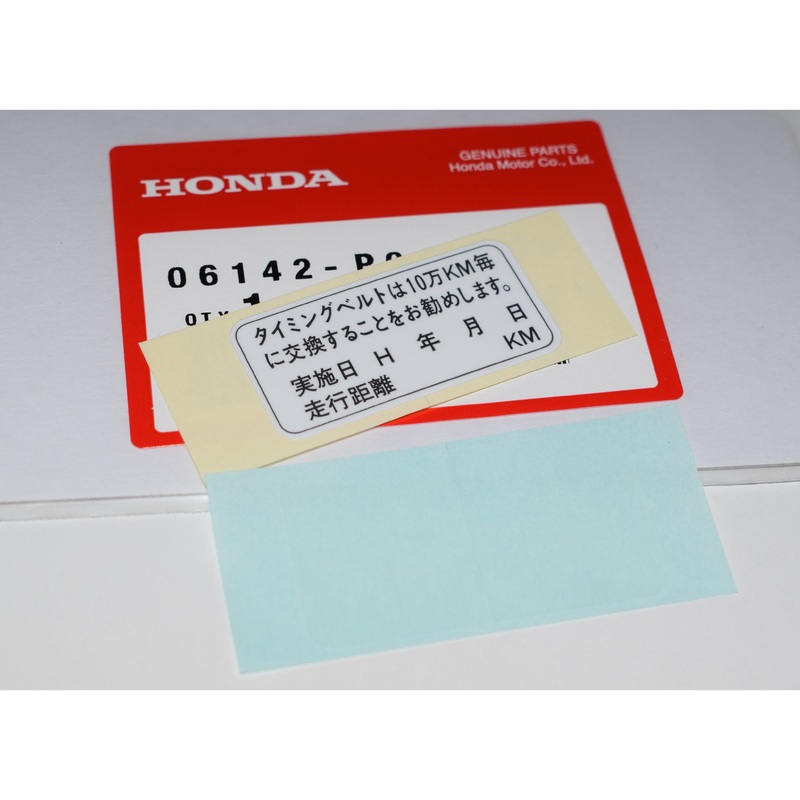 HONDA
GENUINE PARTS
Honda Motor Co., Ltd.
06142-P
QTY 1
タイミングベルトは10万KM毎
に交換することをお勧めします。
実施日 H 年 月 日
走行距離 KM